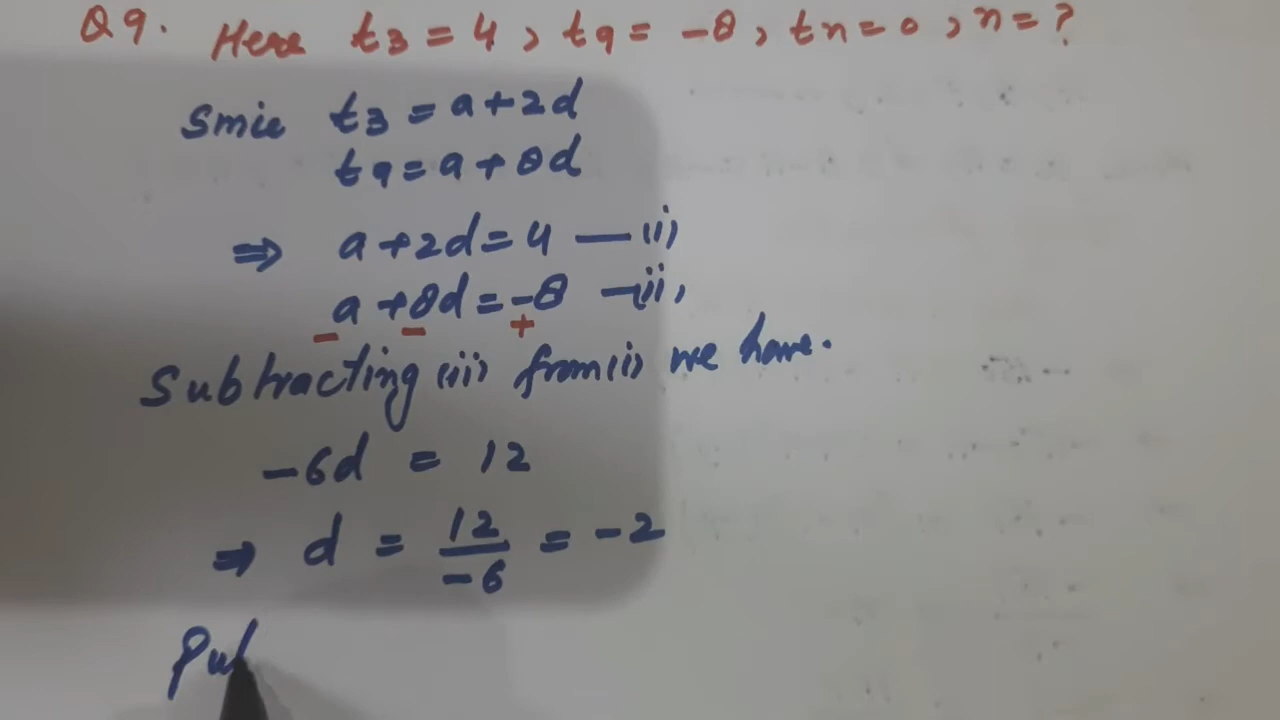 Q9. Here t3 = 4, t9 = -8, tn = 0, n = ?
Smie t3 = a + 2d
t9 = a + 8d
⇒ a + 2d = 4 — (i)
a + 8d = -8 — (ii)
- - +
Subtracting (ii) from (i) we have.
-6d = 12
⇒ d = 12/-6 = -2
Put